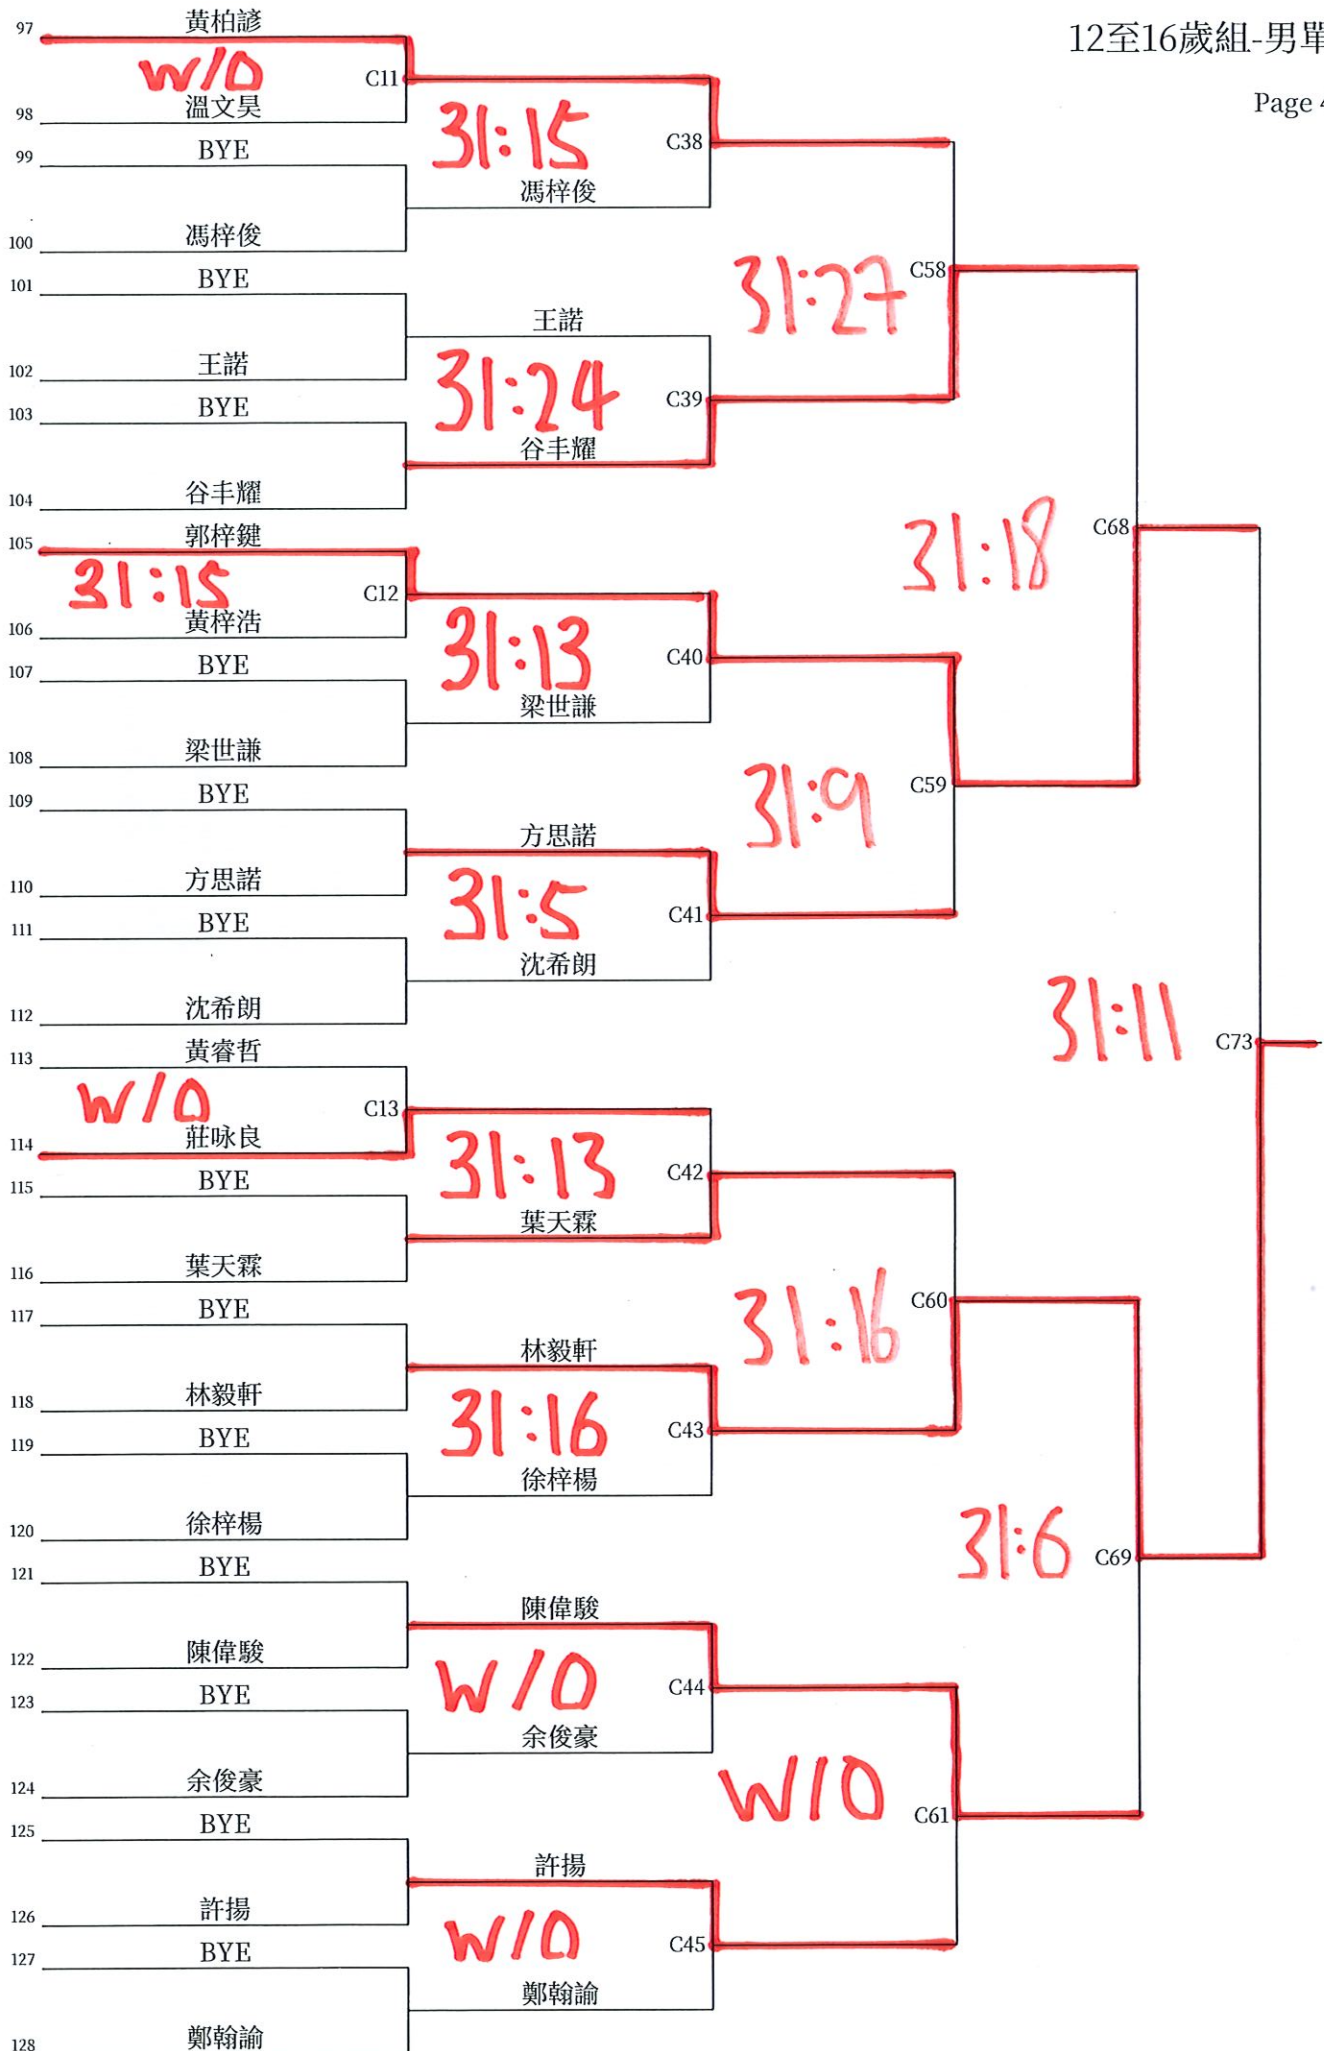 12至16歲組-男單
Page 4
97 黃柏諺
W/O
C11
98 溫文昊
31:15
C38
99 BYE
馮梓俊
100 馮梓俊
31:27
C58
101 BYE
王諾
102 王諾
31:24
C39
103 BYE
谷丰耀
104 谷丰耀
31:18
C68
105 郭梓鍵
31:15
C12
106 黃梓浩
31:13
C40
107 BYE
梁世謙
108 梁世謙
31:9
C59
109 BYE
方思諾
110 方思諾
31:5
C41
111 BYE
沈希朗
112 沈希朗
31:11
C73
113 黃睿哲
W/O
C13
114 莊咏良
31:13
C42
115 BYE
葉天霖
116 葉天霖
31:16
C60
117 BYE
林毅軒
118 林毅軒
31:16
C43
119 BYE
徐梓楊
120 徐梓楊
31:6
C69
121 BYE
陳偉駿
122 陳偉駿
W/O
C44
123 BYE
余俊豪
124 余俊豪
W/O
C61
125 BYE
許揚
126 許揚
W/O
C45
127 BYE
鄭翰諭
128 鄭翰諭